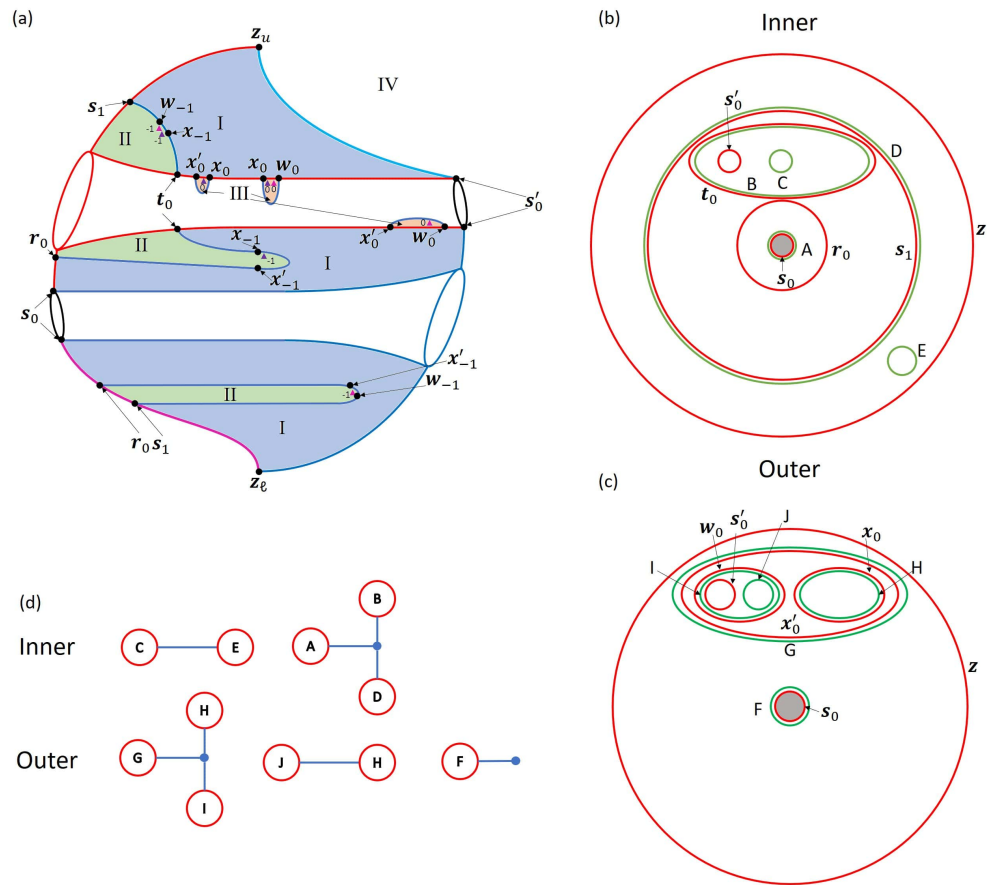 (a)
z_u
IV
s_1
w_{-1}
I
II
-1
-1
x_{-1}
x'_0 x_0
x_0 w_0
0
0 0
III
t_0
s'_0
r_0
II
x_{-1}
-1
x'_{-1}
I
0
x'_0
w_0
s_0
x'_{-1}
w_{-1}
II
-1
I
r_0 s_1
z_ℓ
(b)
Inner
s'_0
D
B
C
t_0
z
A
r_0
s_1
s_0
E
Outer
(c)
J
w_0
s'_0
x_0
I
H
x'_0
G
z
F
s_0
(d)
Inner
C
E
A
B
D
Outer
H
G
I
J
H
F